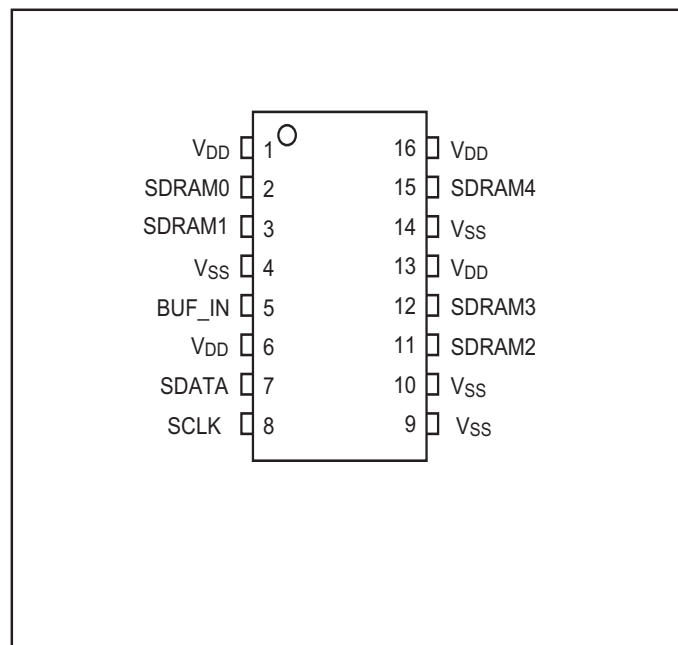 VDD 1 16 VDD
SDRAM0 2 15 SDRAM4
SDRAM1 3 14 VSS
VSS 4 13 VDD
BUF_IN 5 12 SDRAM3
VDD 6 11 SDRAM2
SDATA 7 10 VSS
SCLK 8 9 VSS